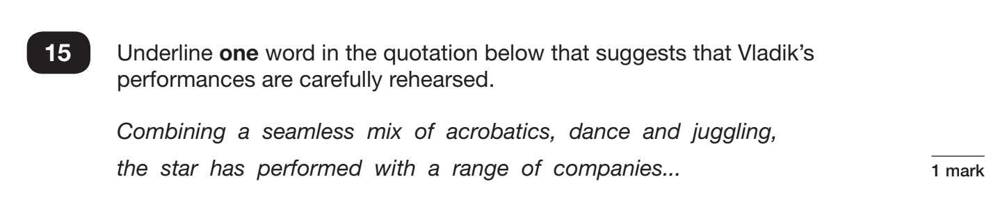 15 Underline one word in the quotation below that suggests that Vladik’s
performances are carefully rehearsed.
Combining a seamless mix of acrobatics, dance and juggling,
the star has performed with a range of companies...
1 mark